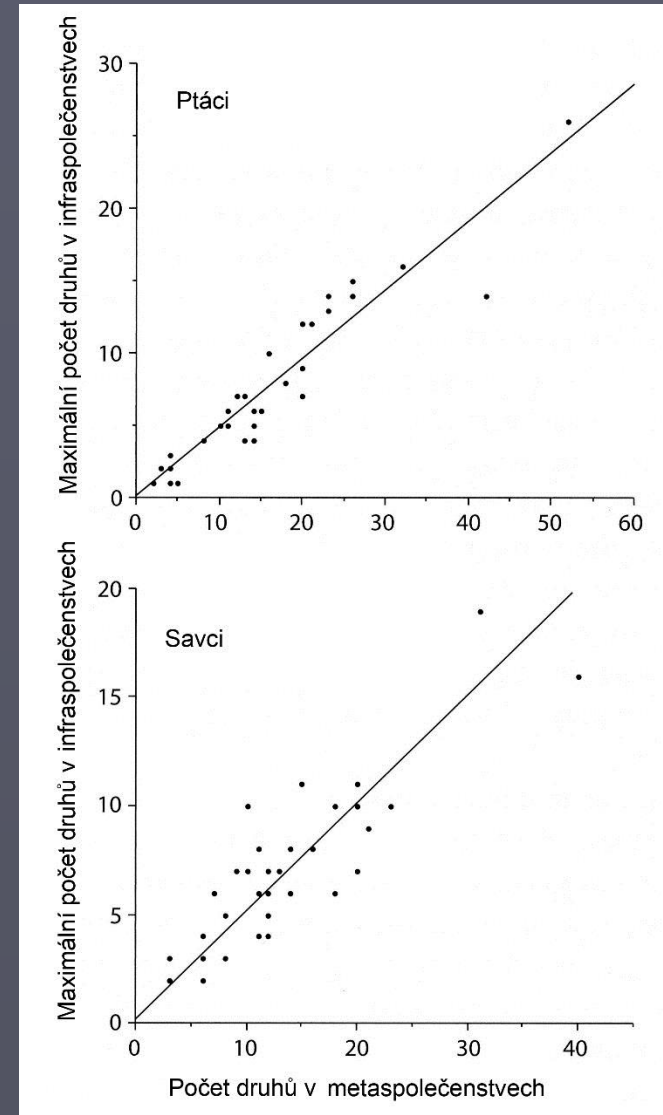 Maximální počet druhů v infraspolečenstvech
30
20
10
0
Ptáci
0 10 20 30 40 50 60
Maximální počet druhů v infraspolečenstvech
20
15
10
5
0
Savci
0 10 20 30 40
Počet druhů v metaspolečenstvech